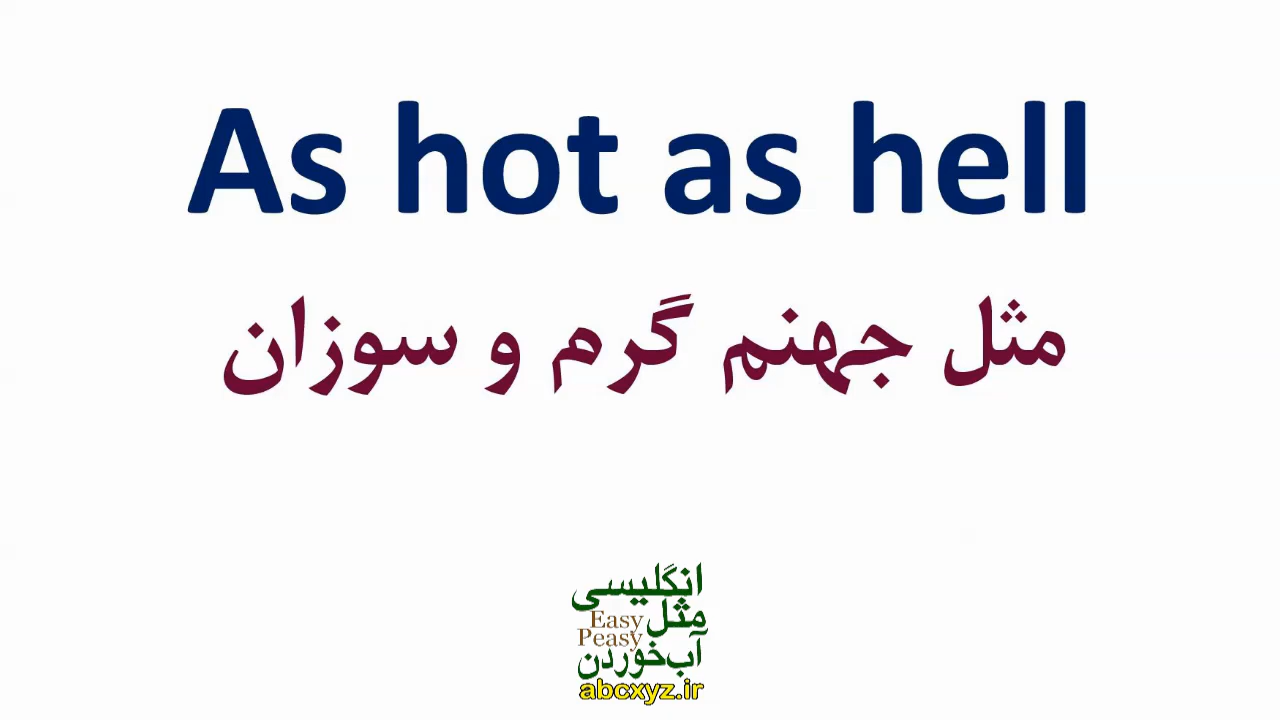 As hot as hell
مثل جهنم گرم و سوزان
انگلیسی
مثل Easy
Peasy
آب‌خوردن
abcxyz.ir